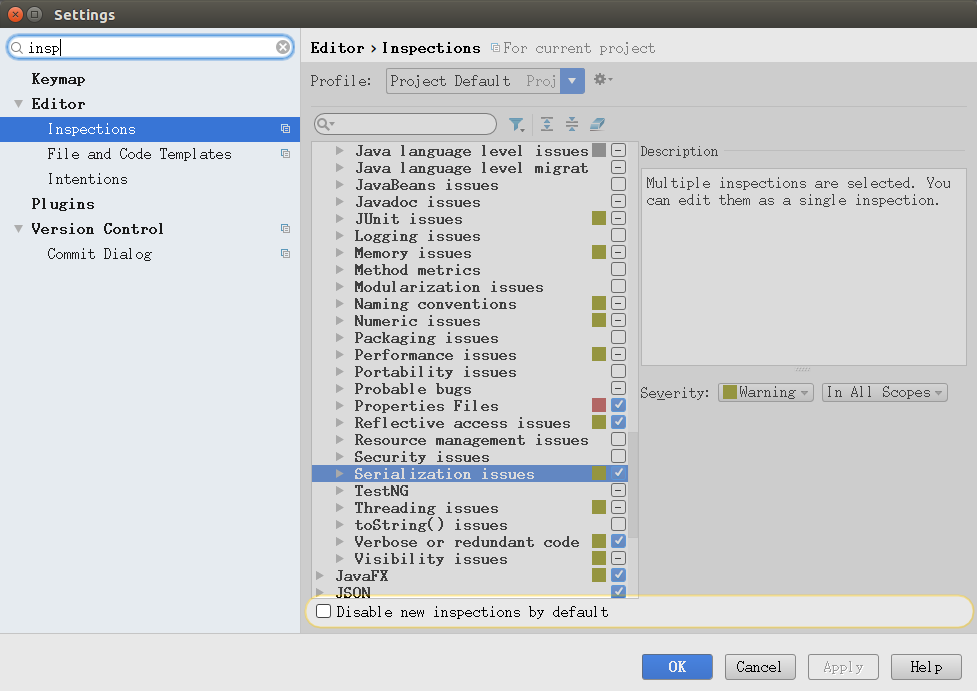 Settings
insp
Keymap
Editor
Inspections
File and Code Templates
Intentions
Plugins
Version Control
Commit Dialog
Editor › Inspections For current project
Profile: Project Default Proj
Java language level issues
Java language level migrat
JavaBeans issues
Javadoc issues
JUnit issues
Logging issues
Memory issues
Method metrics
Modularization issues
Naming conventions
Numeric issues
Packaging issues
Performance issues
Portability issues
Probable bugs
Properties Files
Reflective access issues
Resource management issues
Security issues
Serialization issues
TestNG
Threading issues
toString() issues
Verbose or redundant code
Visibility issues
JavaFX
JSON
Description
Multiple inspections are selected. You
can edit them as a single inspection.
Severity: Warning In All Scopes
Disable new inspections by default
OK Cancel Apply Help